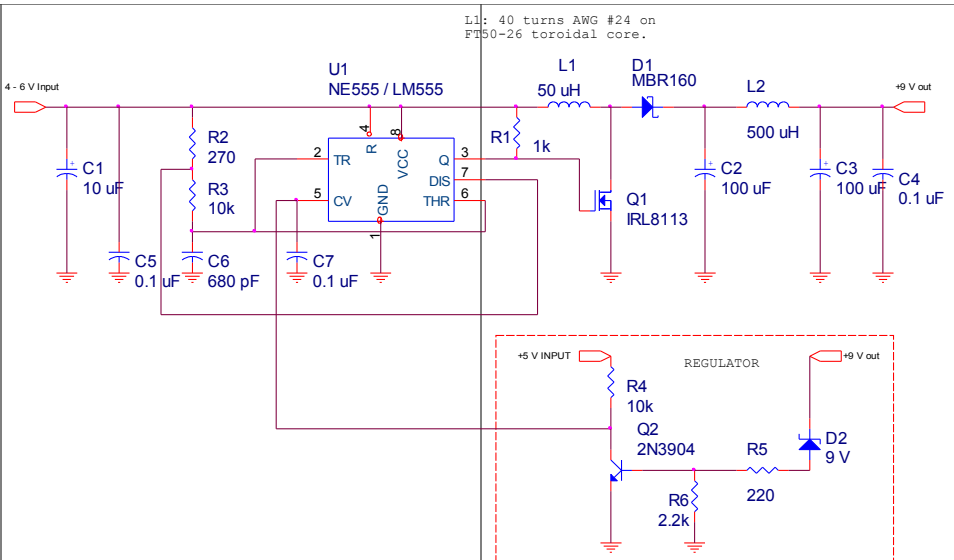 L1: 40 turns AWG #24 on
FT50-26 toroidal core.
U1
NE555 / LM555
L1
50 uH
D1
MBR160
L2
500 uH
4 - 6 V Input
+9V out
R2
270
R3
10k
C1
10 uF
C5
0.1 uF
C6
680 pF
C7
0.1 uF
4
8
R
VCC
2
TR
5
CV
GND
1
Q
3
DIS
7
THR
6
R1
1k
Q1
IRL8113
C2
100 uF
C3
100 uF
C4
0.1 uF
REGULATOR
+5 V INPUT
+9 V out
R4
10k
Q2
2N3904
R5
220
R6
2.2k
D2
9 V